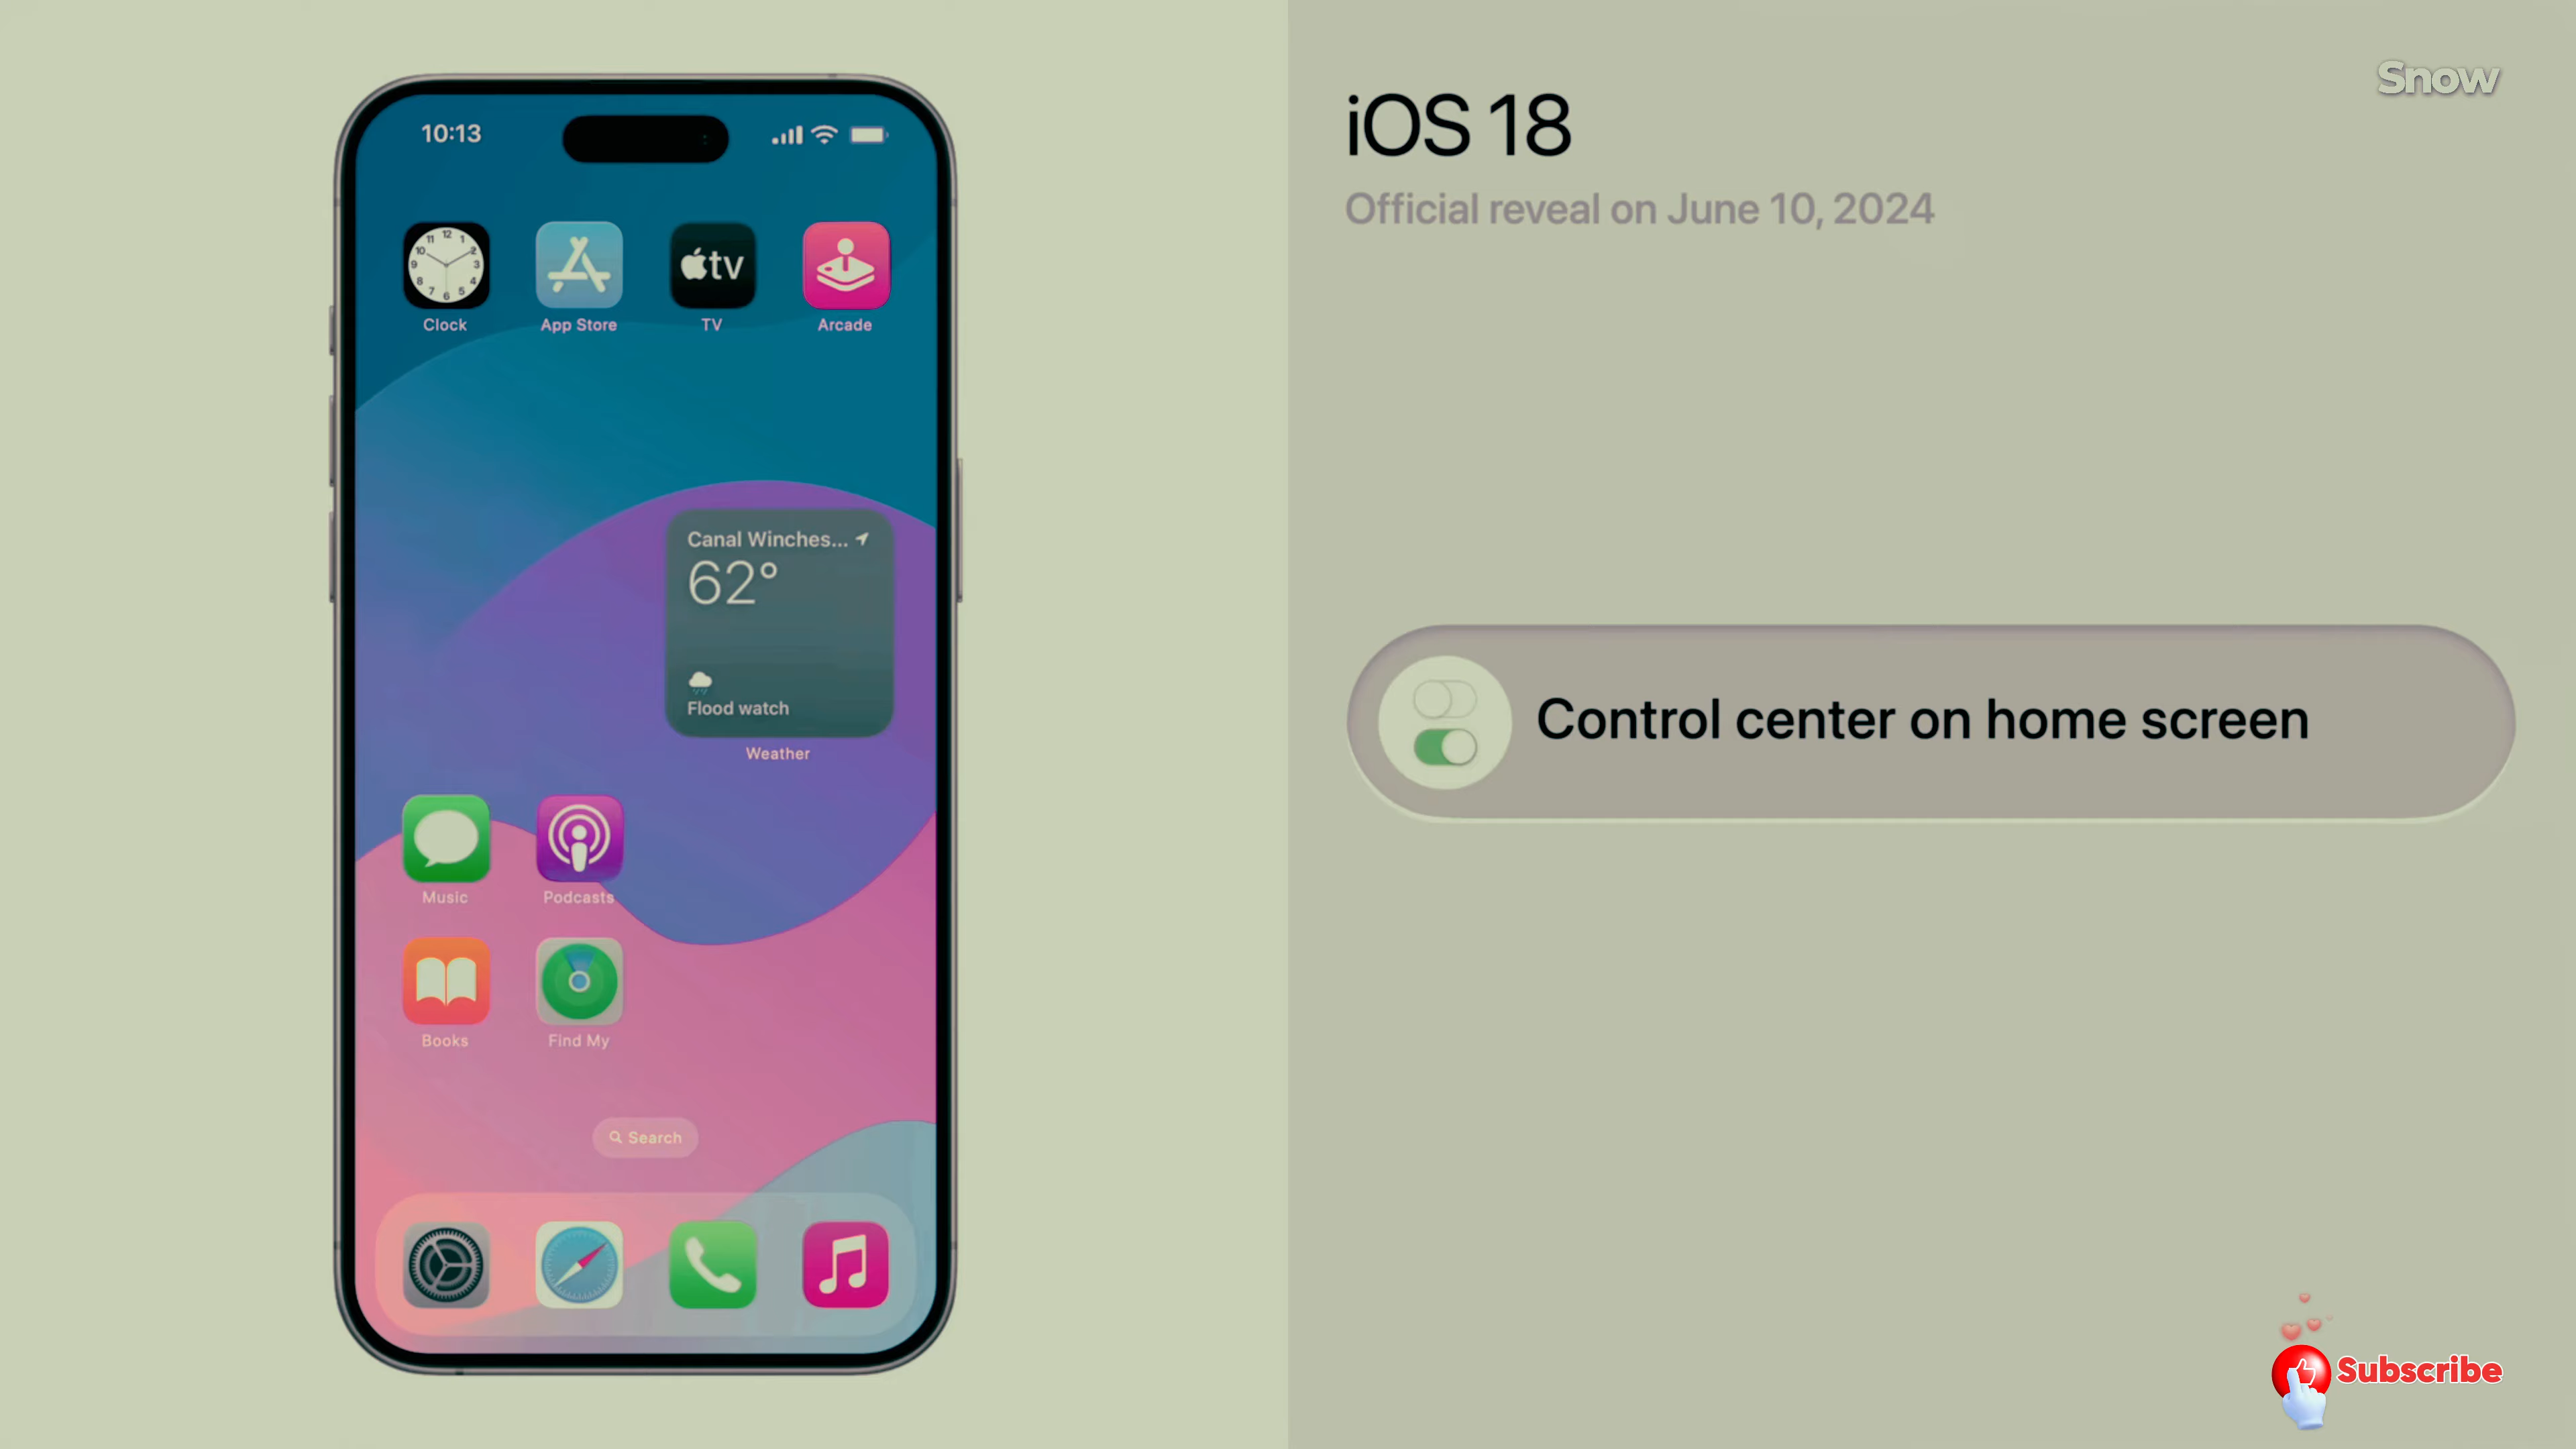 10:13
Clock
App Store
tv
TV
Arcade
Canal Winches...
62°
Flood watch
Weather
Music
Podcasts
Books
Find My
Search
iOS 18
Official reveal on June 10, 2024
Snow
Control center on home screen
Subscribe